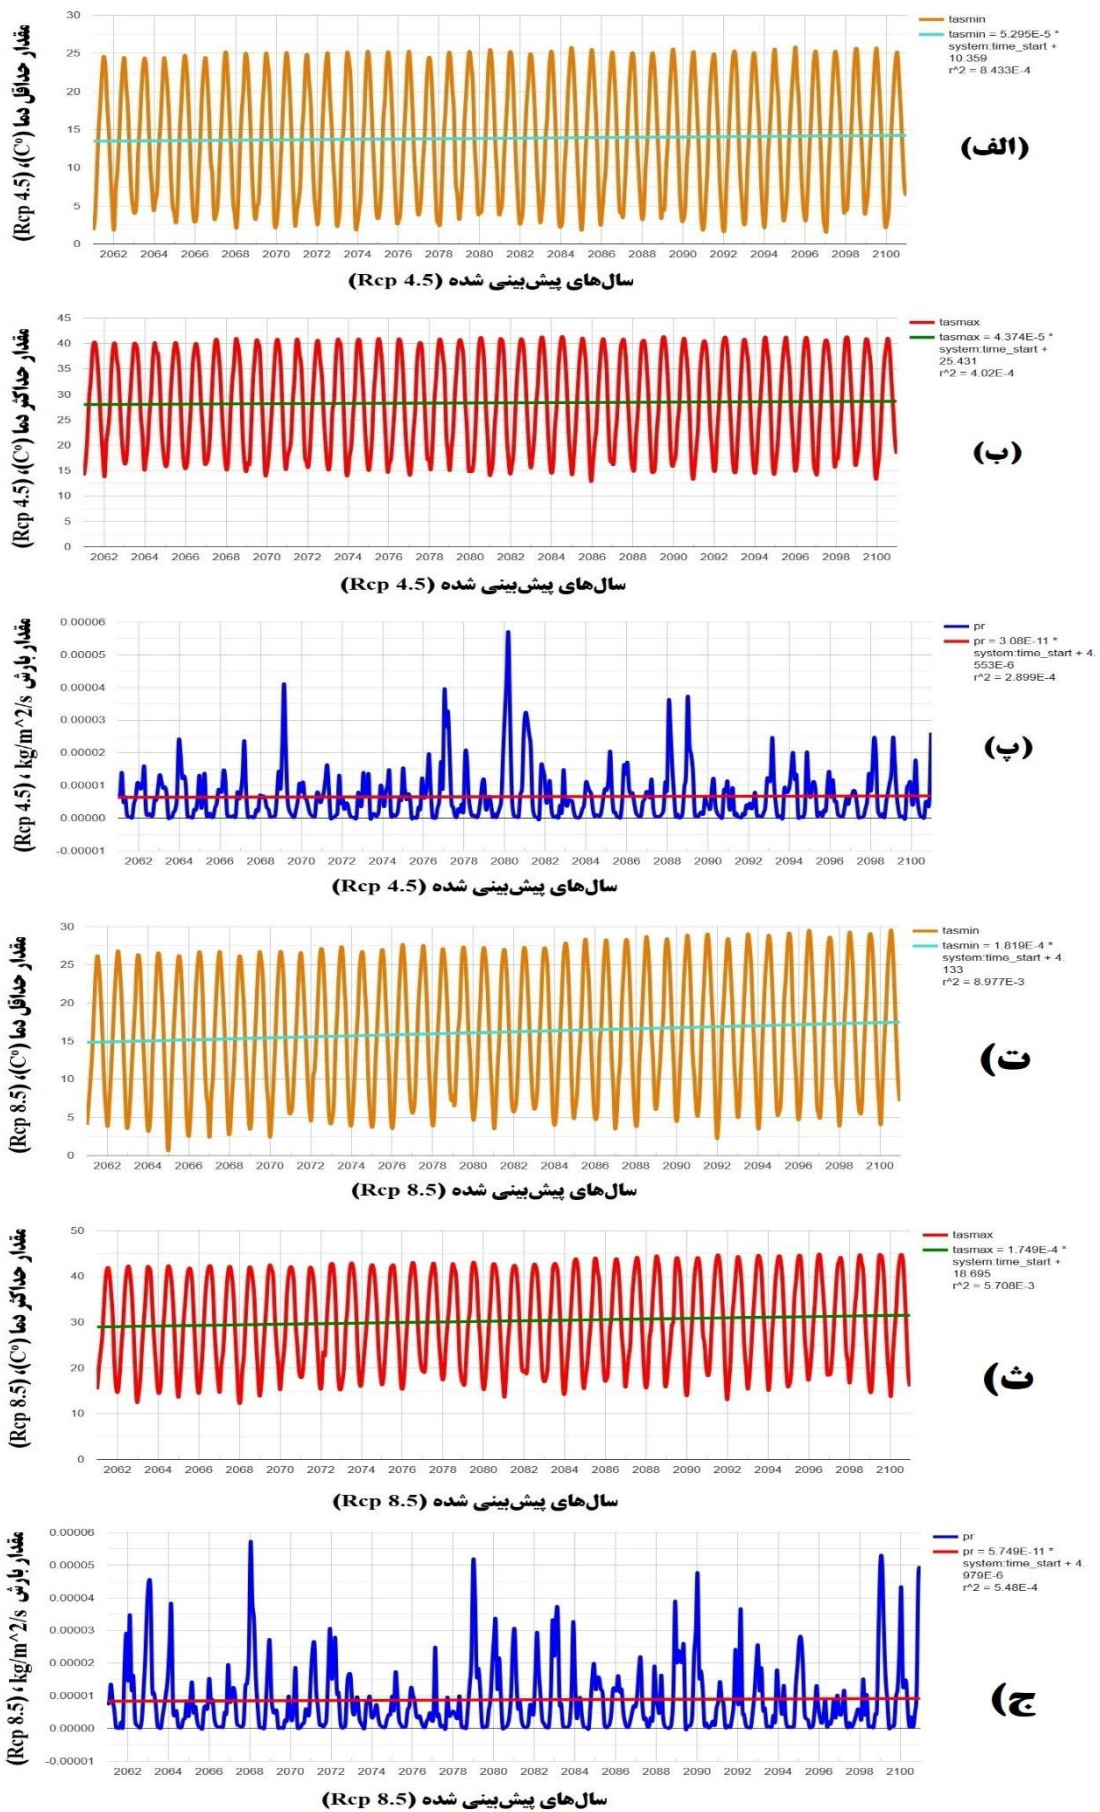 مقدار حداقل دما (C°)، (Rcp 4.5)
30
25
20
15
10
5
0
2062 2064 2066 2068 2070 2072 2074 2076 2078 2080 2082 2084 2086 2088 2090 2092 2094 2096 2098 2100
tasmin
tasmin = 5.295E-5 *
system:time_start +
10.359
r^2 = 8.433E-4
الف)
سال‌های پیش‌بینی شده (Rcp 4.5)
مقدار حداکثر دما (C°)، (Rcp 4.5)
45
40
35
30
25
20
15
10
5
0
2062 2064 2066 2068 2070 2072 2074 2076 2078 2080 2082 2084 2086 2088 2090 2092 2094 2096 2098 2100
tasmax
tasmax = 4.374E-5 *
system:time_start +
25.431
r^2 = 4.02E-4
ب)
سال‌های پیش‌بینی شده (Rcp 4.5)
مقدار بارش kg/m^2/s ، (Rcp 4.5)
0.00006
0.00005
0.00004
0.00003
0.00002
0.00001
0.00000
-0.00001
2062 2064 2066 2068 2070 2072 2074 2076 2078 2080 2082 2084 2086 2088 2090 2092 2094 2096 2098 2100
pr
pr = 3.08E-11 *
system:time_start + 4.
553E-6
r^2 = 2.899E-4
پ)
سال‌های پیش‌بینی شده (Rcp 4.5)
مقدار حداقل دما (C°)، (Rcp 8.5)
30
25
20
15
10
5
0
2062 2064 2066 2068 2070 2072 2074 2076 2078 2080 2082 2084 2086 2088 2090 2092 2094 2096 2098 2100
tasmin
tasmin = 1.819E-4 *
system:time_start + 4.
133
r^2 = 8.977E-3
ت)
سال‌های پیش‌بینی شده (Rcp 8.5)
مقدار حداکثر دما (C°)، (Rcp 8.5)
50
40
30
20
10
0
2062 2064 2066 2068 2070 2072 2074 2076 2078 2080 2082 2084 2086 2088 2090 2092 2094 2096 2098 2100
tasmax
tasmax = 1.749E-4 *
system:time_start +
18.695
r^2 = 5.708E-3
ث)
سال‌های پیش‌بینی شده (Rcp 8.5)
مقدار بارش kg/m^2/s ، (Rcp 8.5)
0.00006
0.00005
0.00004
0.00003
0.00002
0.00001
0.00000
-0.00001
2062 2064 2066 2068 2070 2072 2074 2076 2078 2080 2082 2084 2086 2088 2090 2092 2094 2096 2098 2100
pr
pr = 5.749E-11 *
system:time_start + 4.
979E-6
r^2 = 5.48E-4
ج)
سال‌های پیش‌بینی شده (Rcp 8.5)